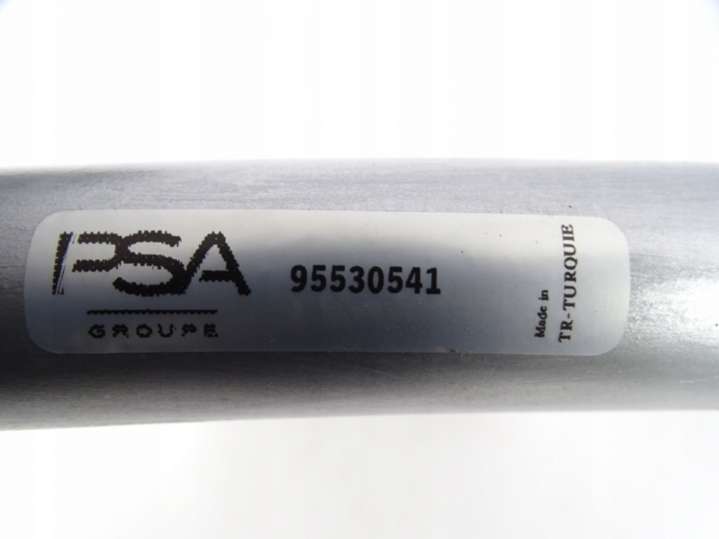 PSA
GROUPE
95530541
Made in
TR-TURQUIE